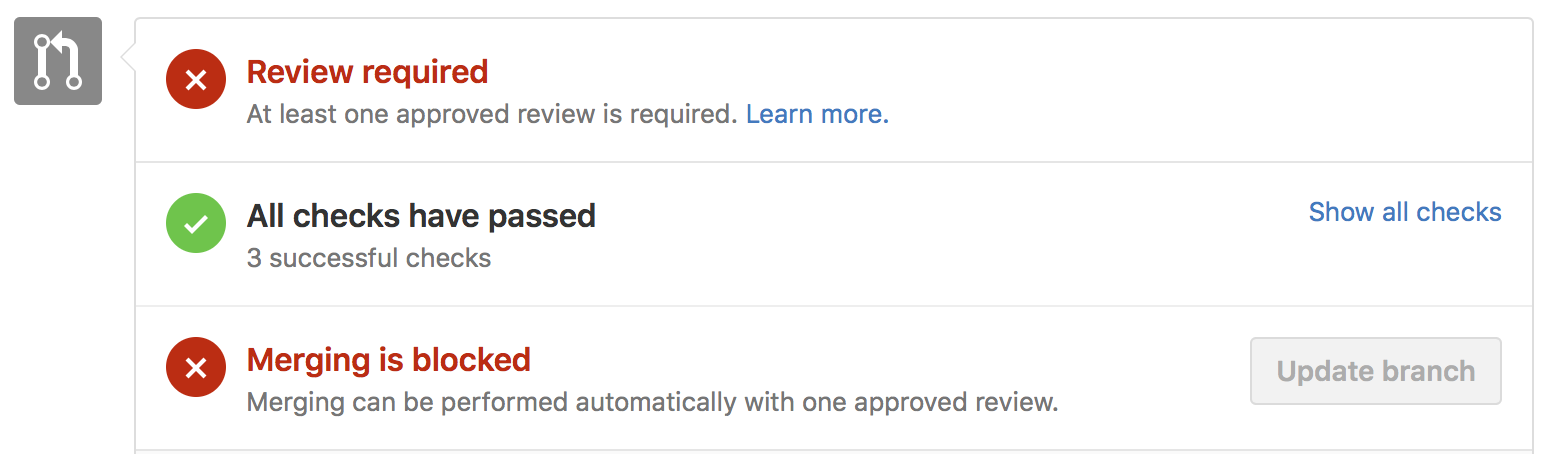 Review required
At least one approved review is required. Learn more.
All checks have passed
Show all checks
3 successful checks
Merging is blocked
Update branch
Merging can be performed automatically with one approved review.